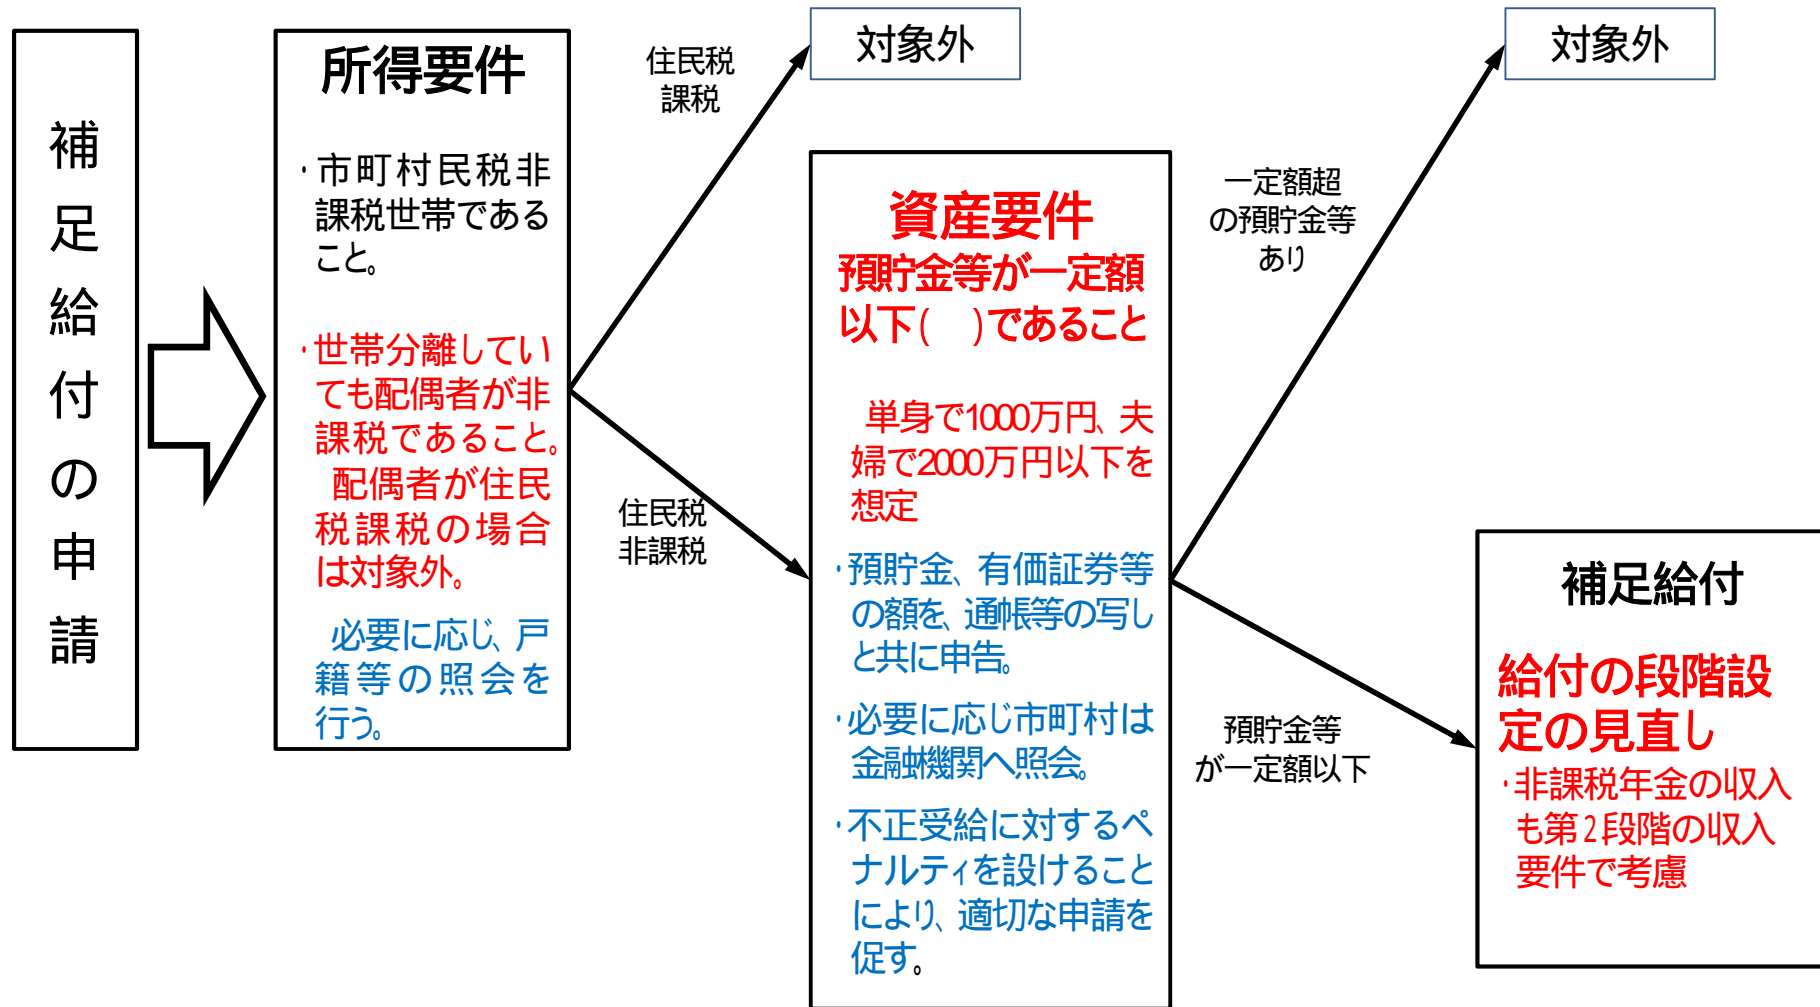 補足給付の申請
所得要件
・市町村民税非
課税世帯である
こと。
・世帯分離してい
ても配偶者が非
課税であること。
配偶者が住民
税課税の場合
は対象外。
必要に応じ、戸
籍等の照会を
行う。
住民税
課税
対象外
住民税
非課税
資産要件
預貯金等が一定額
以下(　)であること
単身で1000万円、夫
婦で2000万円以下を
想定
・預貯金、有価証券等
の額を、通帳等の写し
と共に申告。
・必要に応じ市町村は
金融機関へ照会。
・不正受給に対するペ
ナルティを設けること
により、適切な申請を
促す。
一定額超
の預貯金等
あり
対象外
預貯金等
が一定額以下
補足給付
給付の段階設
定の見直し
・非課税年金の収入
も第2段階の収入
要件で考慮